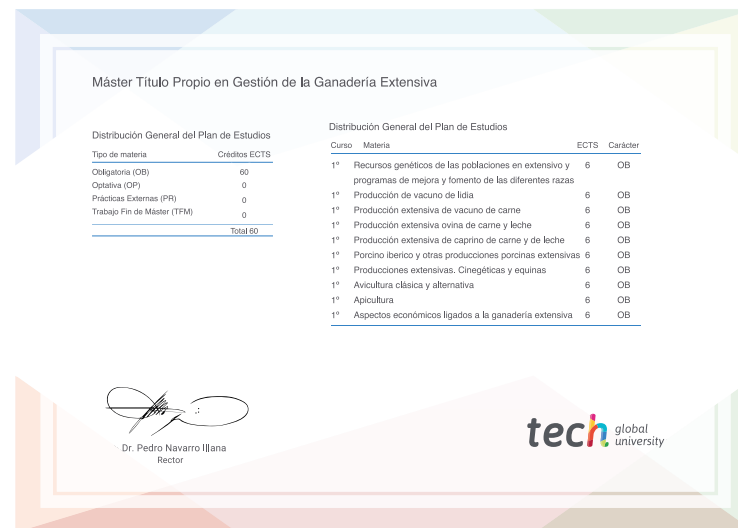 Máster Título Propio en Gestión de la Ganadería Extensiva
Distribución General del Plan de Estudios
Tipo de materia Créditos ECTS
Obligatoria (OB) 60
Optativa (OP) 0
Prácticas Externas (PR) 0
Trabajo Fin de Máster (TFM) 0
Total 60
Distribución General del Plan de Estudios
Curso Materia ECTS Carácter
1º Recursos genéticos de las poblaciones en extensivo y 6 OB
programas de mejora y fomento de las diferentes razas
1º Producción de vacuno de lidia 6 OB
1º Producción extensiva de vacuno de carne 6 OB
1º Producción extensiva ovina de carne y leche 6 OB
1º Producción extensiva de caprino de carne y de leche 6 OB
1º Porcino iberico y otras producciones porcinas extensivas 6 OB
1º Producciones extensivas. Cinegéticas y equinas 6 OB
1º Avicultura clásica y alternativa 6 OB
1º Apicultura 6 OB
1º Aspectos económicos ligados a la ganadería extensiva 6 OB
Dr. Pedro Navarro Illana
Rector
tech global
university